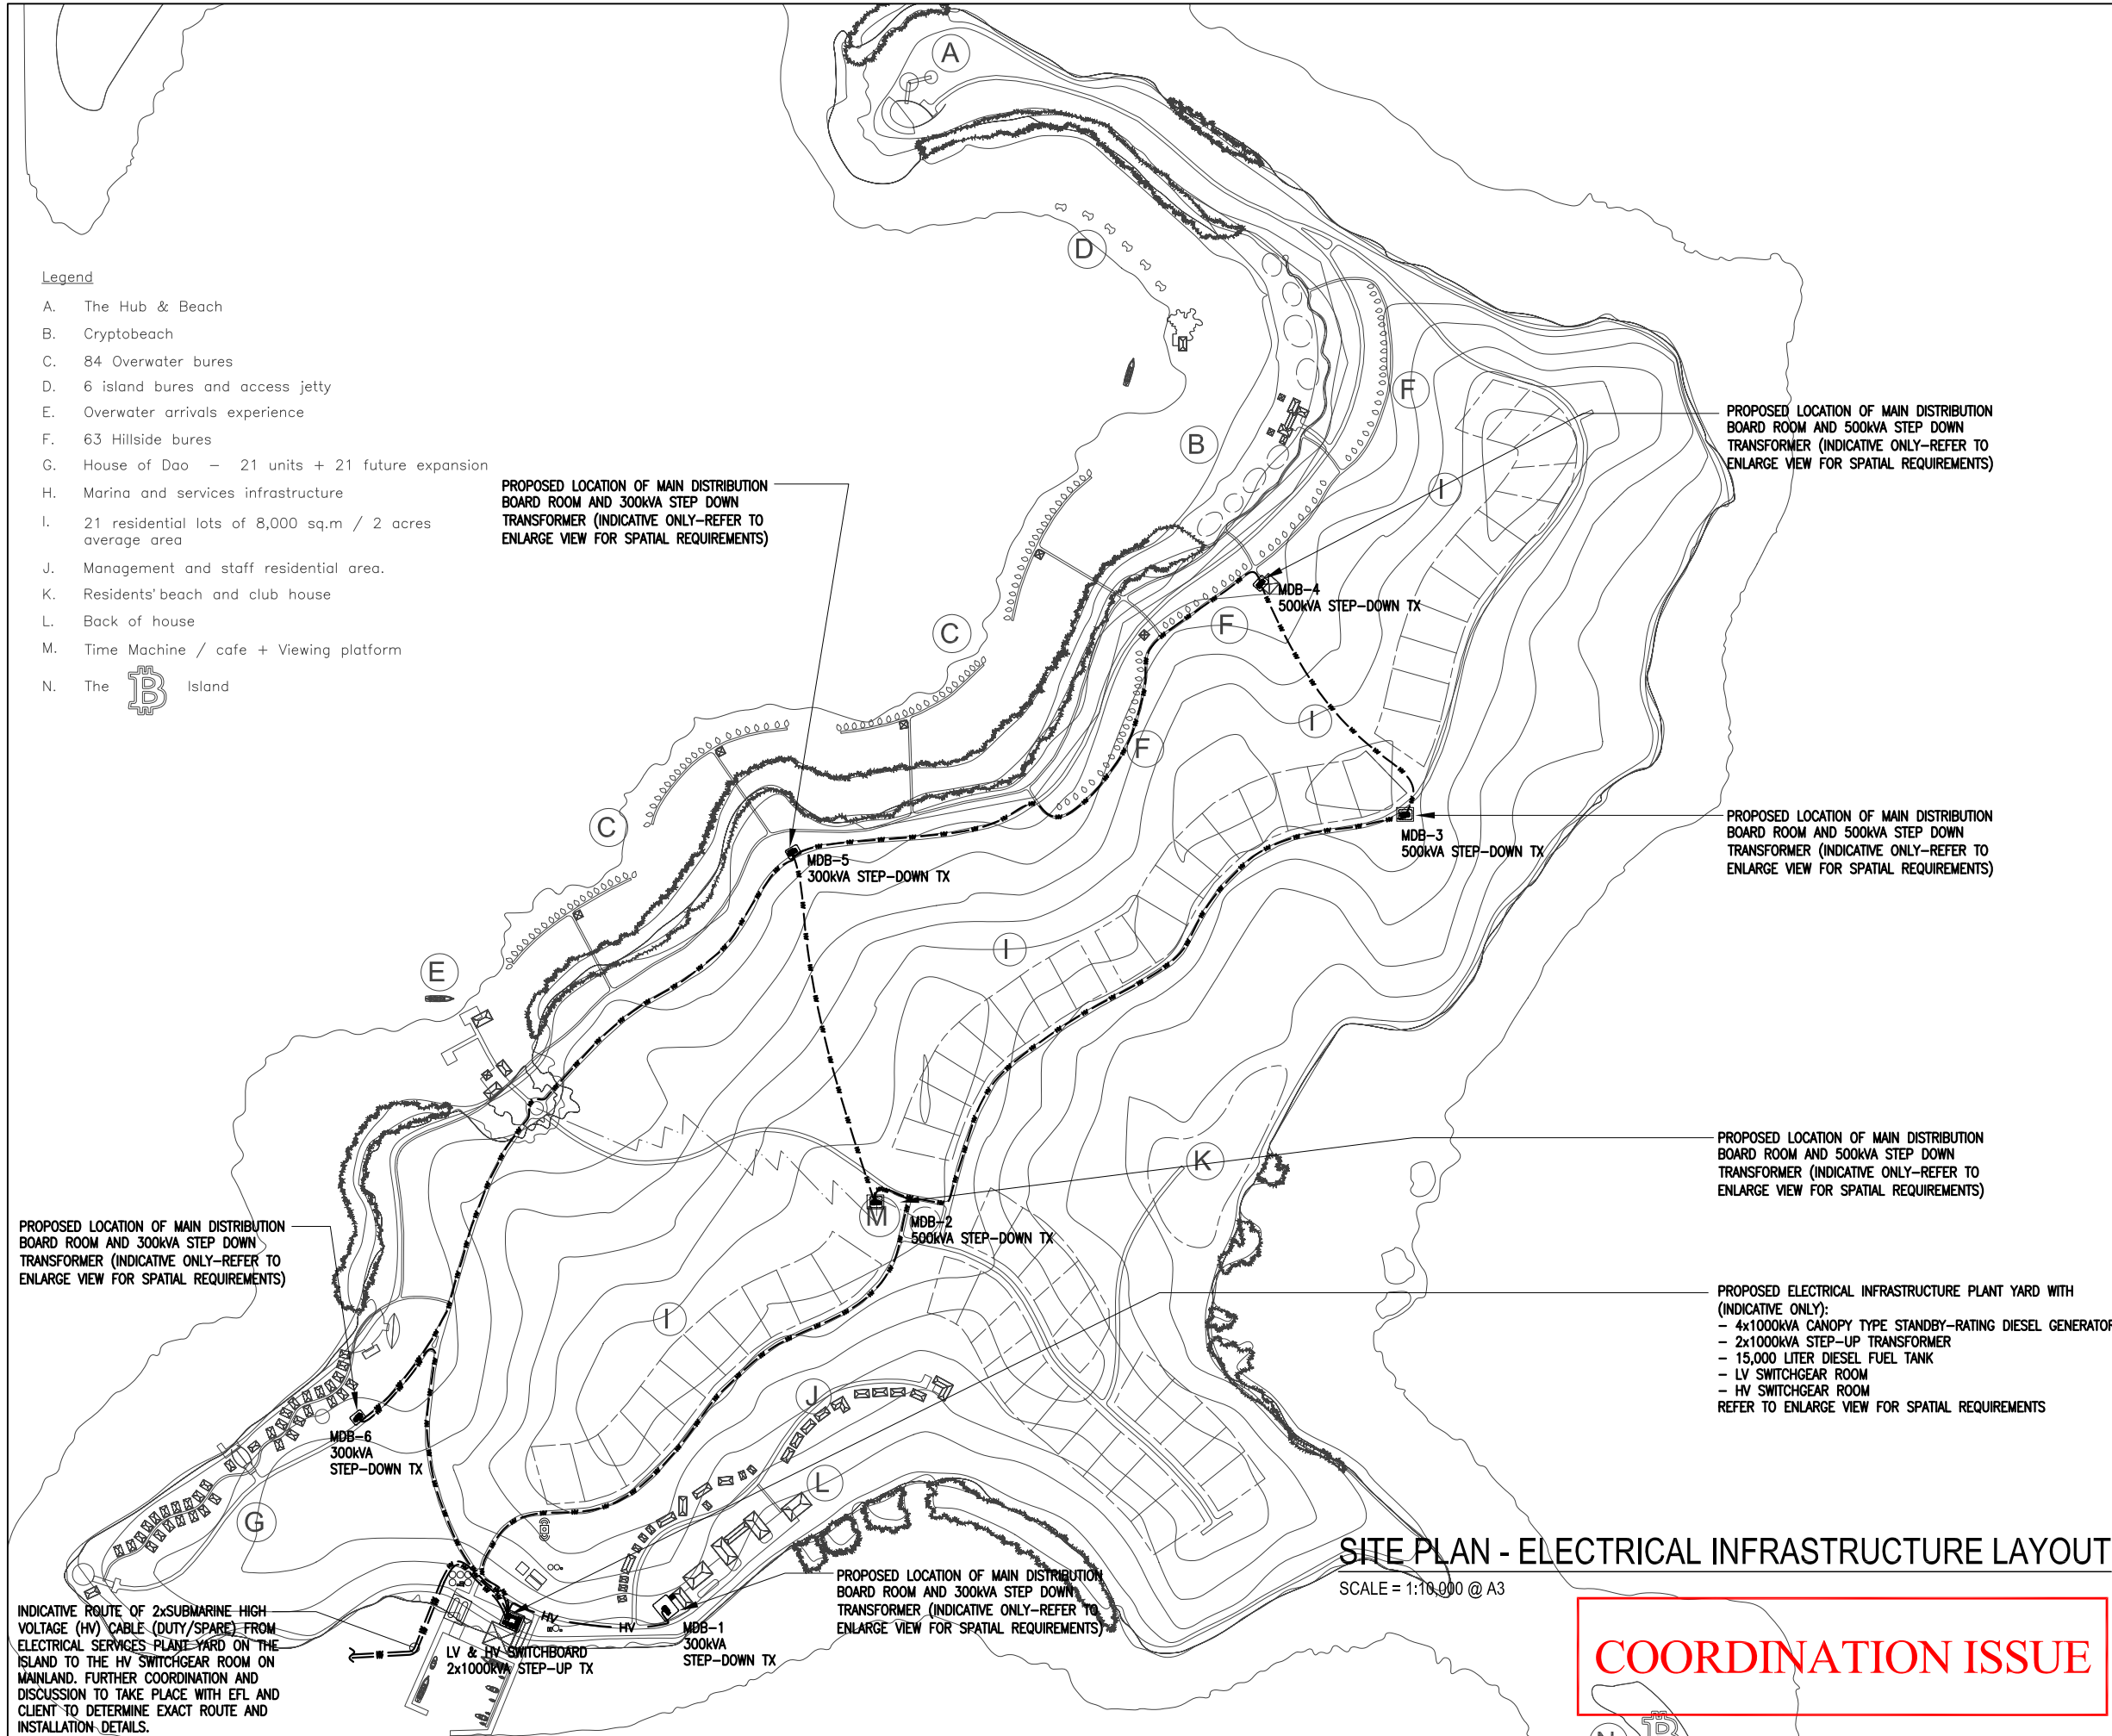 A
D
Legend
A. The Hub & Beach
B. Cryptobeach
C. 84 Overwater bures
D. 6 island bures and access jetty
E. Overwater arrivals experience
F. 63 Hillside bures
G. House of Dao – 21 units + 21 future expansion
H. Marina and services infrastructure
I. 21 residential lots of 8,000 sq.m / 2 acres
average area
J. Management and staff residential area.
K. Residents' beach and club house
L. Back of house
M. Time Machine / cafe + Viewing platform
N. The B Island
PROPOSED LOCATION OF MAIN DISTRIBUTION
BOARD ROOM AND 300kVA STEP DOWN
TRANSFORMER (INDICATIVE ONLY-REFER TO
ENLARGE VIEW FOR SPATIAL REQUIREMENTS)
F
B
I
PROPOSED LOCATION OF MAIN DISTRIBUTION
BOARD ROOM AND 500kVA STEP DOWN
TRANSFORMER (INDICATIVE ONLY-REFER TO
ENLARGE VIEW FOR SPATIAL REQUIREMENTS)
MDB-4
500kVA STEP-DOWN TX
C
F
I
F
C
MDB-5
300kVA STEP-DOWN TX
MDB-3
500kVA STEP-DOWN TX
PROPOSED LOCATION OF MAIN DISTRIBUTION
BOARD ROOM AND 500kVA STEP DOWN
TRANSFORMER (INDICATIVE ONLY-REFER TO
ENLARGE VIEW FOR SPATIAL REQUIREMENTS)
I
E
K
PROPOSED LOCATION OF MAIN DISTRIBUTION
BOARD ROOM AND 500kVA STEP DOWN
TRANSFORMER (INDICATIVE ONLY-REFER TO
ENLARGE VIEW FOR SPATIAL REQUIREMENTS)
M
MDB-2
500kVA STEP-DOWN TX
PROPOSED LOCATION OF MAIN DISTRIBUTION
BOARD ROOM AND 300kVA STEP DOWN
TRANSFORMER (INDICATIVE ONLY-REFER TO
ENLARGE VIEW FOR SPATIAL REQUIREMENTS)
PROPOSED ELECTRICAL INFRASTRUCTURE PLANT YARD WITH
(INDICATIVE ONLY):
- 4x1000kVA CANOPY TYPE STANDBY-RATING DIESEL GENERATOR
- 2x1000kVA STEP-UP TRANSFORMER
- 15,000 LITER DIESEL FUEL TANK
- LV SWITCHGEAR ROOM
- HV SWITCHGEAR ROOM
REFER TO ENLARGE VIEW FOR SPATIAL REQUIREMENTS
I
J
MDB-6
300kVA
STEP-DOWN TX
L
G
SITE PLAN - ELECTRICAL INFRASTRUCTURE LAYOUT
SCALE = 1:10,000 @ A3
PROPOSED LOCATION OF MAIN DISTRIBUTION
BOARD ROOM AND 300kVA STEP DOWN
TRANSFORMER (INDICATIVE ONLY-REFER TO
ENLARGE VIEW FOR SPATIAL REQUIREMENTS)
INDICATIVE ROUTE OF 2xSUBMARINE HIGH
VOLTAGE (HV) CABLE (DUTY/SPARE) FROM
ELECTRICAL SERVICES PLANT YARD ON THE
ISLAND TO THE HV SWITCHGEAR ROOM ON
MAINLAND. FURTHER COORDINATION AND
DISCUSSION TO TAKE PLACE WITH EFL AND
CLIENT TO DETERMINE EXACT ROUTE AND
INSTALLATION DETAILS.
HV
HV
LV & HV SWITCHBOARD
2x1000kVA STEP-UP TX
MDB-1
300kVA
STEP-DOWN TX
COORDINATION ISSUE
N
B